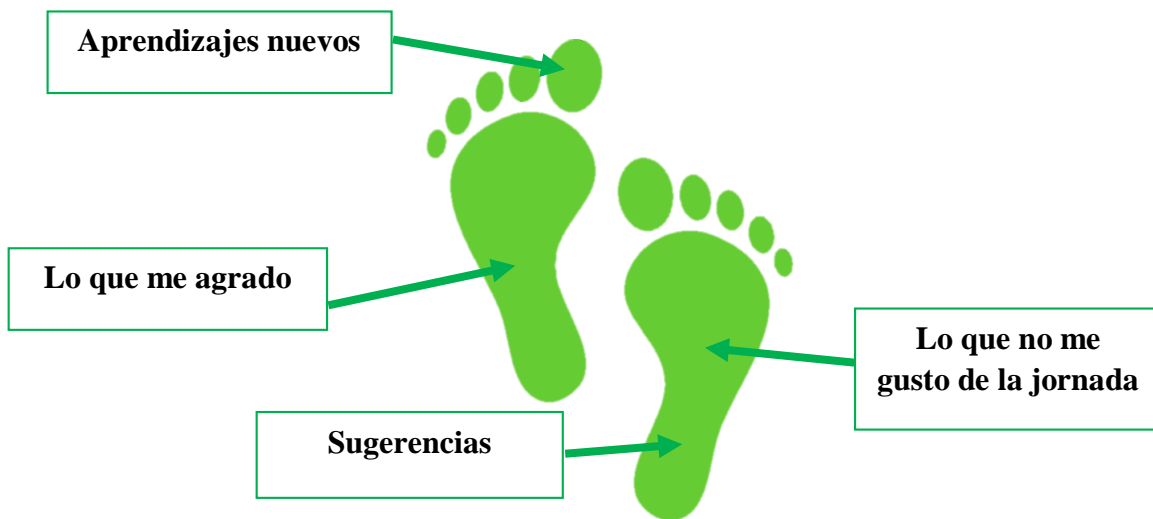 Aprendizajes nuevos
Lo que me agrado
Lo que no me
gusto de la jornada
Sugerencias